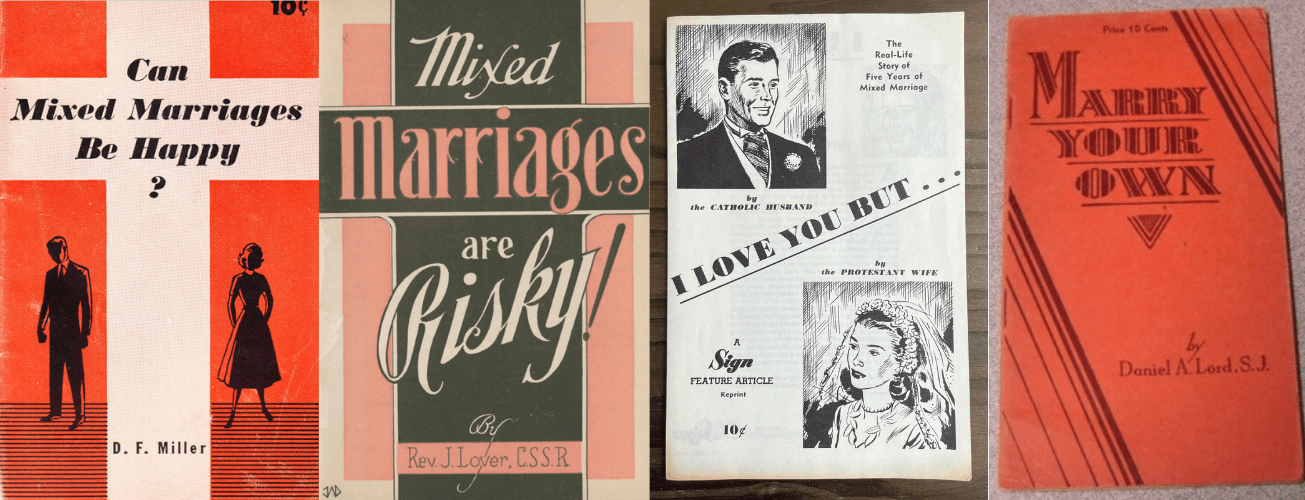 10¢
Can
Mixed Marriages
Be Happy
?
D. F. Miller
Mixed
Marriages
are
Risky!
By
Rev. J. Lover, C.SS.R.
JAD
The
Real-Life
Story of
Five Years of
Mixed Marriage
by
the CATHOLIC HUSBAND
I LOVE YOU BUT . . .
by
the PROTESTANT WIFE
A
Sign
FEATURE ARTICLE
Reprint
10¢
Price 10 Cents
MARRY
YOUR
OWN
by
Daniel A. Lord, S.J.